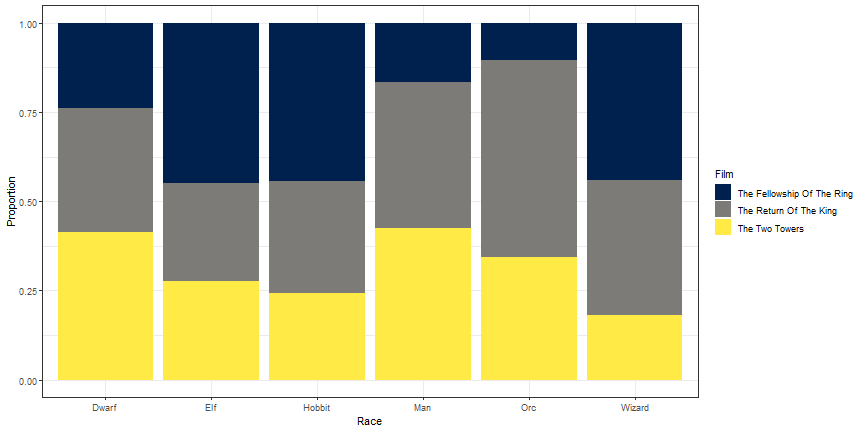 1.00
0.75
0.50
0.25
0.00
Proportion
Dwarf Elf Hobbit Man Orc Wizard
Race
Film
The Fellowship Of The Ring
The Return Of The King
The Two Towers